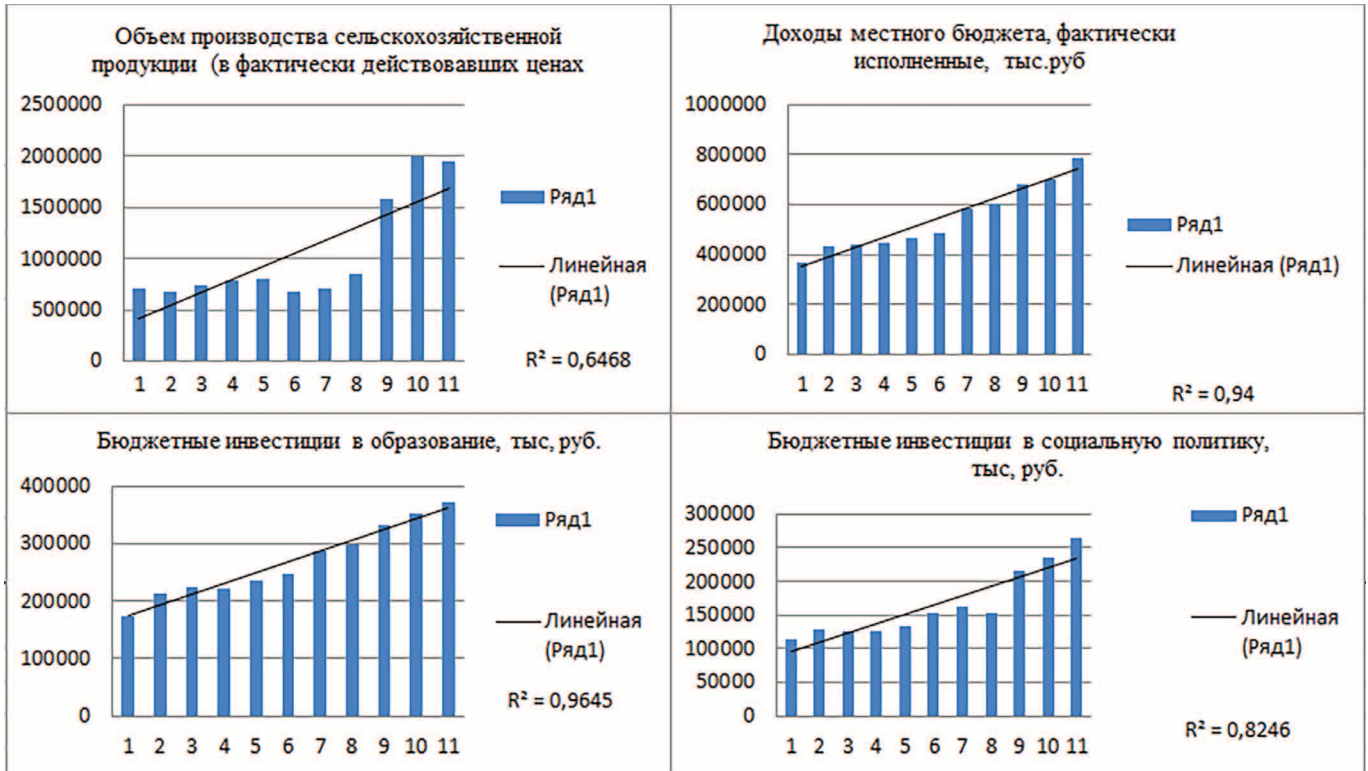 Объем производства сельскохозяйственной
продукции (в фактически действовавших ценах
2500000
2000000
1500000
1000000
500000
0
1 2 3 4 5 6 7 8 9 10 11
Ряд1
Линейная
(Ряд1)
R² = 0,6468
Доходы местного бюджета, фактически
исполненные, тыс.руб
1000000
800000
600000
400000
200000
0
1 2 3 4 5 6 7 8 9 10 11
Ряд1
Линейная (Ряд1)
R² = 0,94
Бюджетные инвестиции в образование, тыс, руб.
400000
300000
200000
100000
0
1 2 3 4 5 6 7 8 9 10 11
Ряд1
Линейная
(Ряд1)
R² = 0,9645
Бюджетные инвестиции в социальную политику,
тыс, руб.
300000
250000
200000
150000
100000
50000
0
1 2 3 4 5 6 7 8 9 10 11
Ряд1
Линейная
(Ряд1)
R² = 0,8246